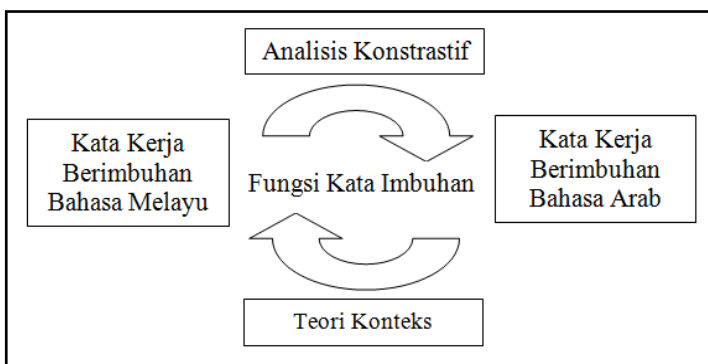 Analisis Konstrastif
Kata Kerja
Berimbuhan
Bahasa Melayu
Fungsi Kata Imbuhan
Kata Kerja
Berimbuhan
Bahasa Arab
Teori Konteks